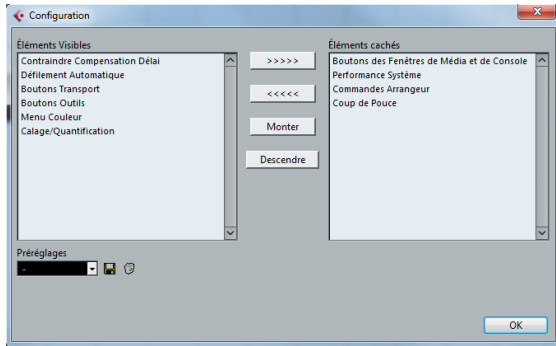 Configuration
Éléments Visibles
Contraindre Compensation Délai
Défilement Automatique
Boutons Transport
Boutons Outils
Menu Couleur
Calage/Quantification
>>>>>
<<<<<
Monter
Descendre
Éléments cachés
Boutons des Fenêtres de Média et de Console
Performance Système
Commandes Arrangeur
Coup de Pouce
Préréglages
-
OK